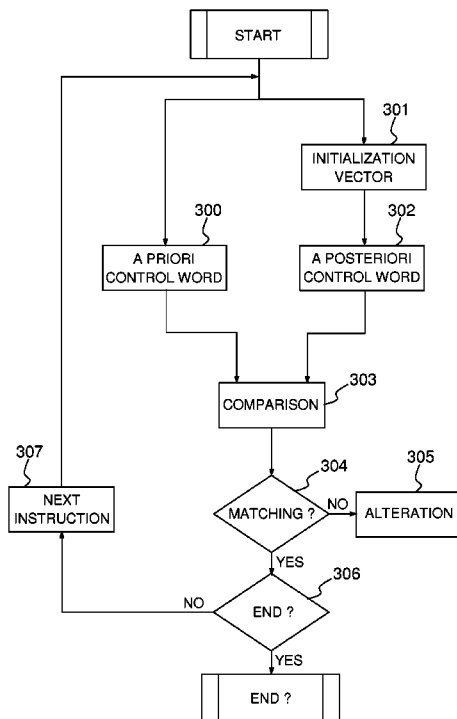 START
301
INITIALIZATION
VECTOR
300
302
A PRIORI
CONTROL WORD
A POSTERIORI
CONTROL WORD
303
COMPARISON
304
305
307
NEXT
INSTRUCTION
MATCHING ?
NO
ALTERATION
YES
306
NO
END ?
YES
END ?